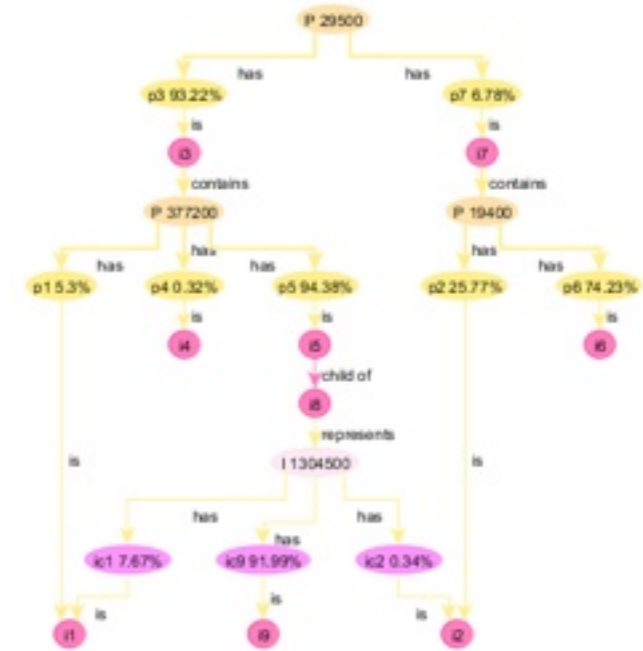 IP 29500
has
has
p3 93.22%
p7 6.78%
is
is
i3
i7
contains
contains
IP 377200
IP 19400
has
has
has
has
has
p1 5.3%
p4 0.32%
p5 94.38%
p2 25.77%
p6 74.23%
is
is
is
i4
i5
i6
child of
i8
represents
is
I 1304500
is
has
has
has
ic1 7.67%
ic9 91.99%
ic2 0.34%
is
is
is
i1
i9
i2